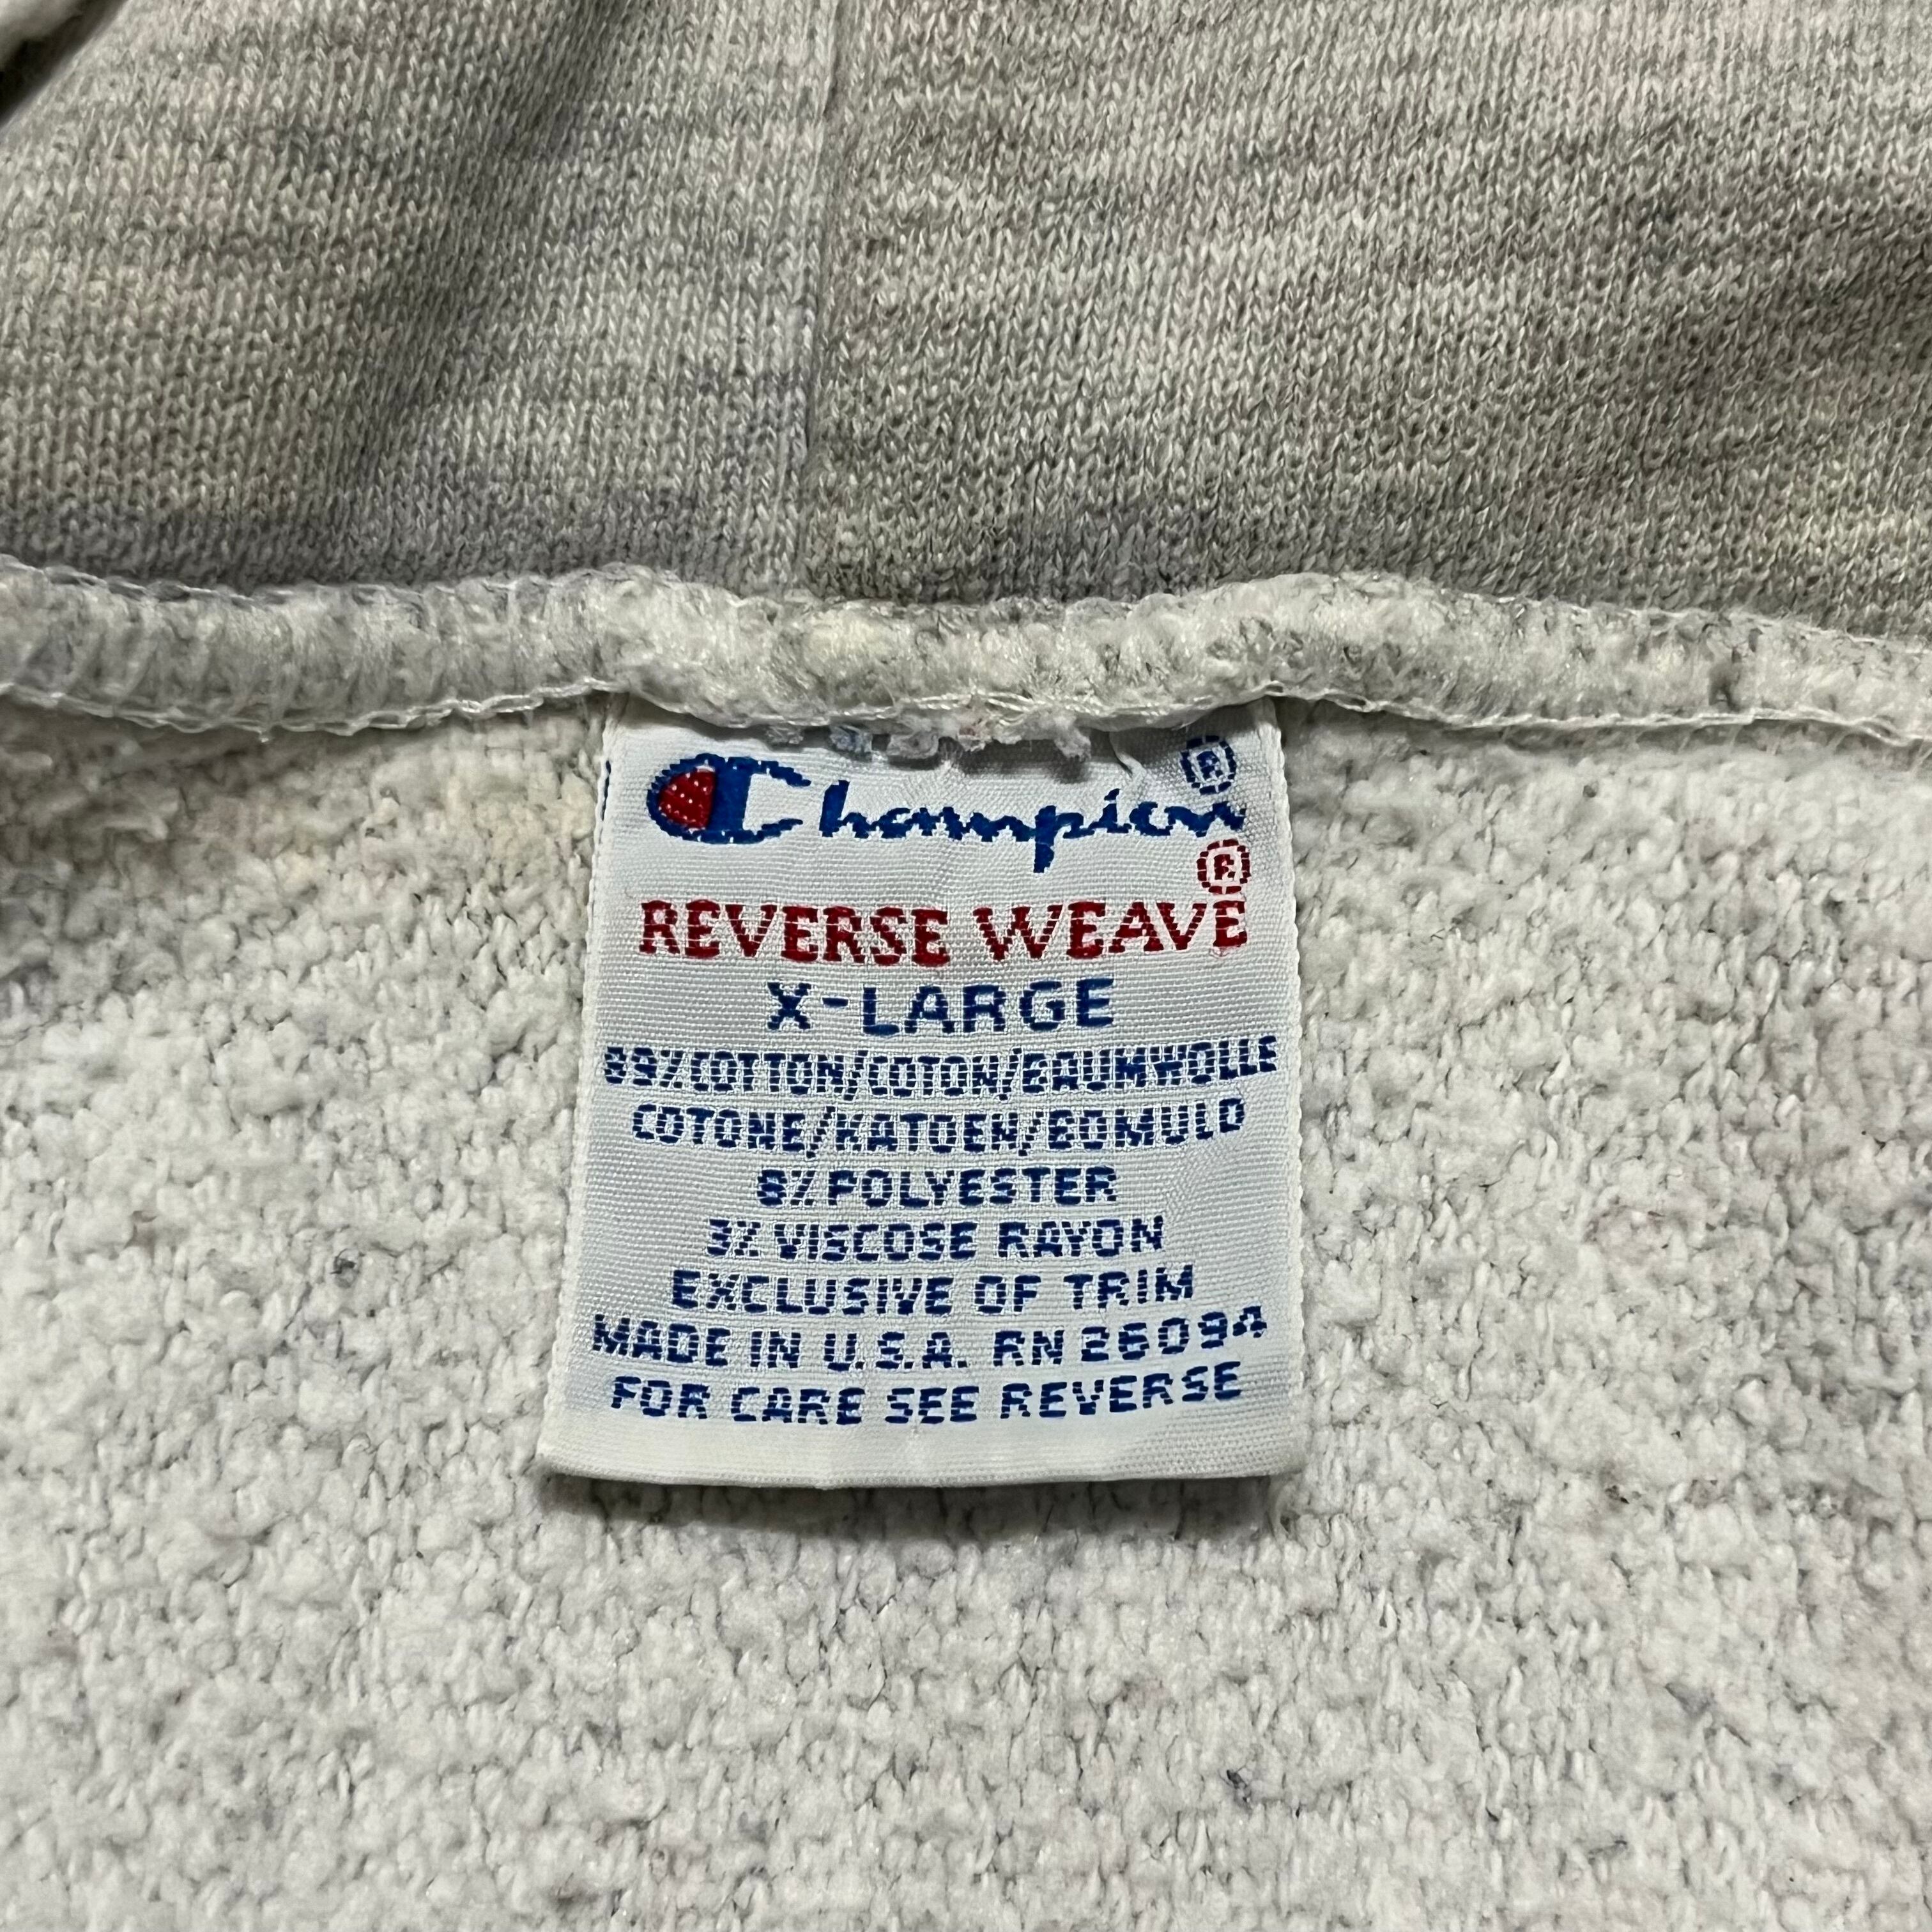 Champion®
REVERSE WEAVE®
X-LARGE
89%COTTON/COTON/BAUMWOLLE
COTONE/KATOEN/BOMULD
8%POLYESTER
3% VISCOSE RAYON
EXCLUSIVE OF TRIM
MADE IN U.S.A. RN 26094
FOR CARE SEE REVERSE